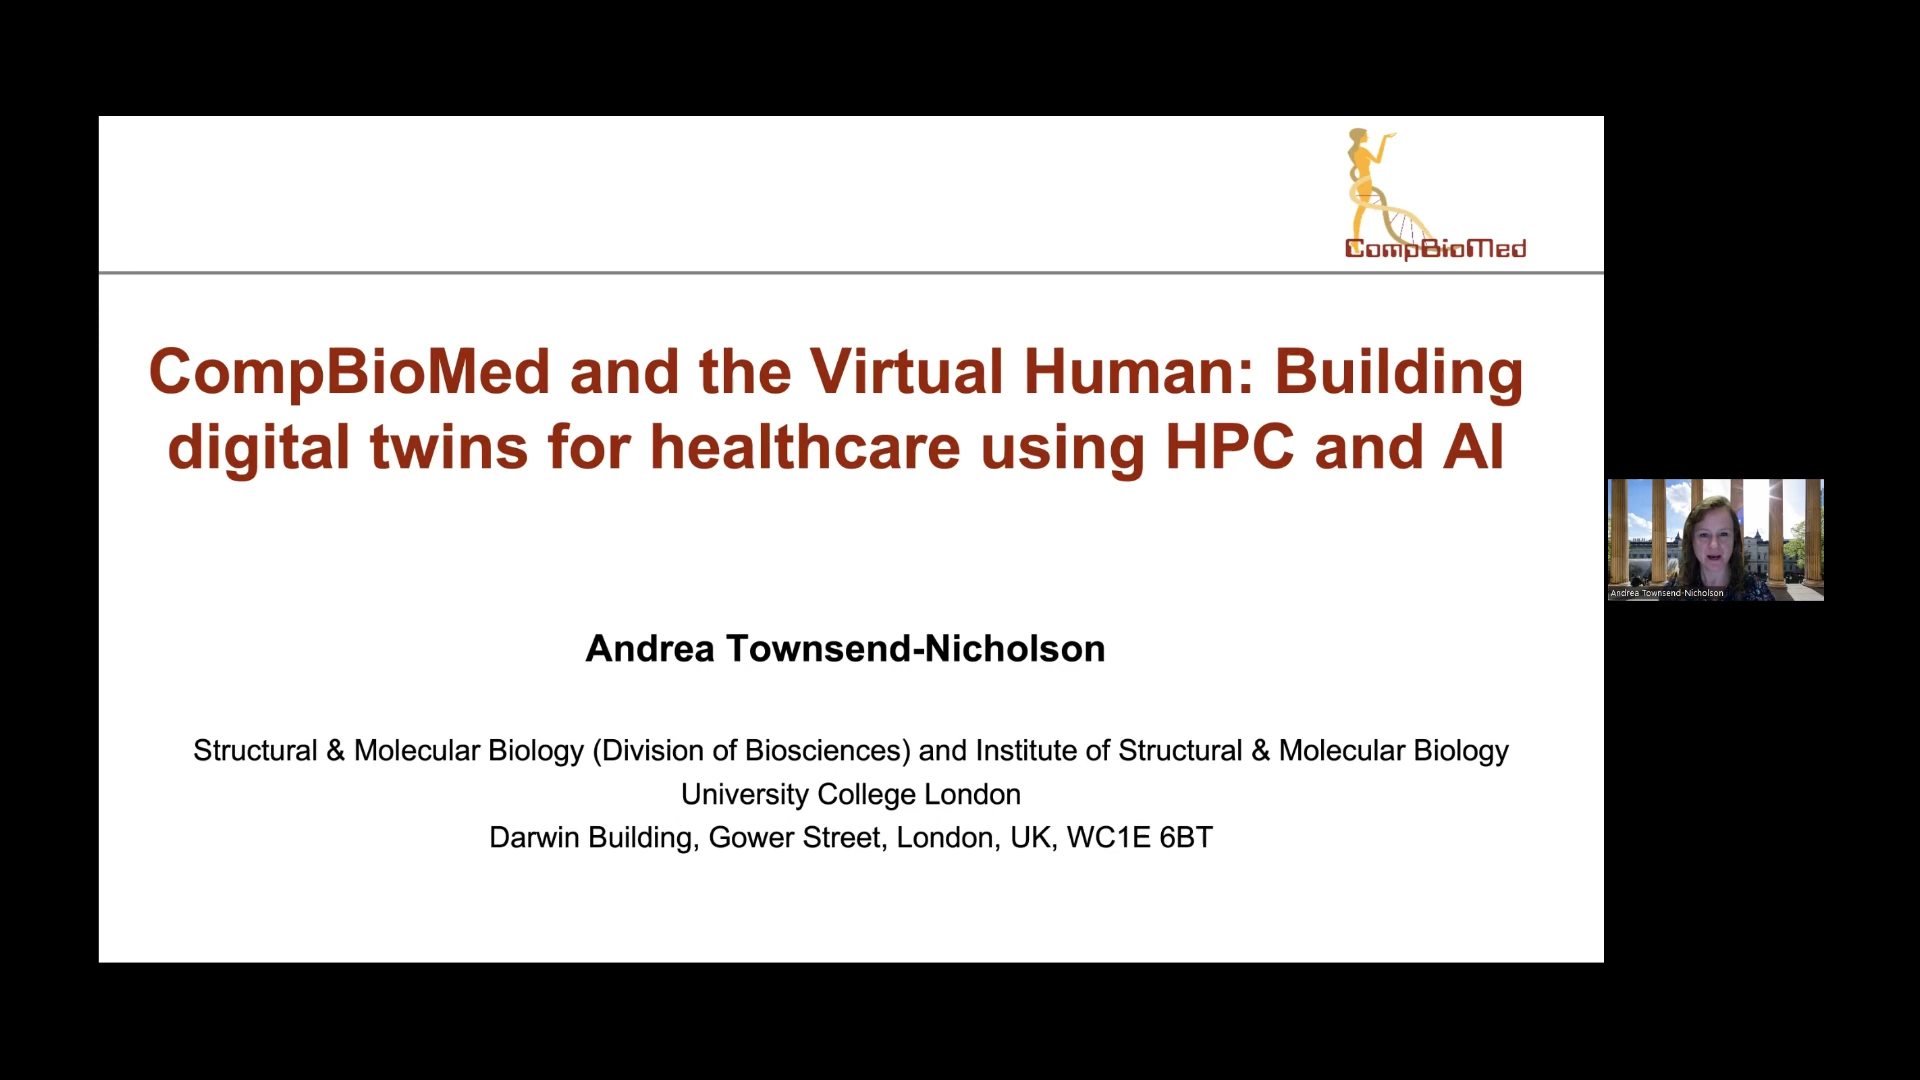 CompBioMed
CompBioMed and the Virtual Human: Building
digital twins for healthcare using HPC and AI
Andrea Townsend-Nicholson
Andrea Townsend-Nicholson
Structural & Molecular Biology (Division of Biosciences) and Institute of Structural & Molecular Biology
University College London
Darwin Building, Gower Street, London, UK, WC1E 6BT